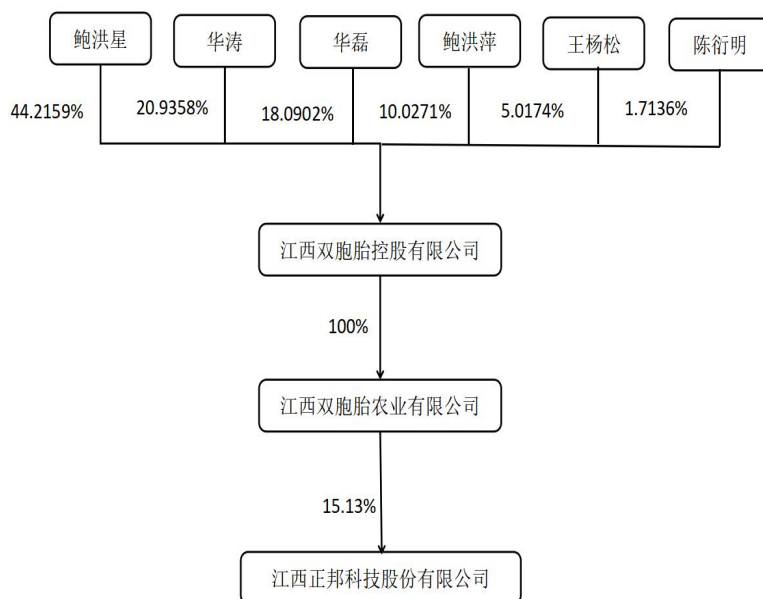 鲍洪星
华涛
华磊
鲍洪萍
王杨松
陈衍明
44.2159%
20.9358%
18.0902%
10.0271%
5.0174%
1.7136%
江西双胞胎控股有限公司
100%
江西双胞胎农业有限公司
15.13%
江西正邦科技股份有限公司